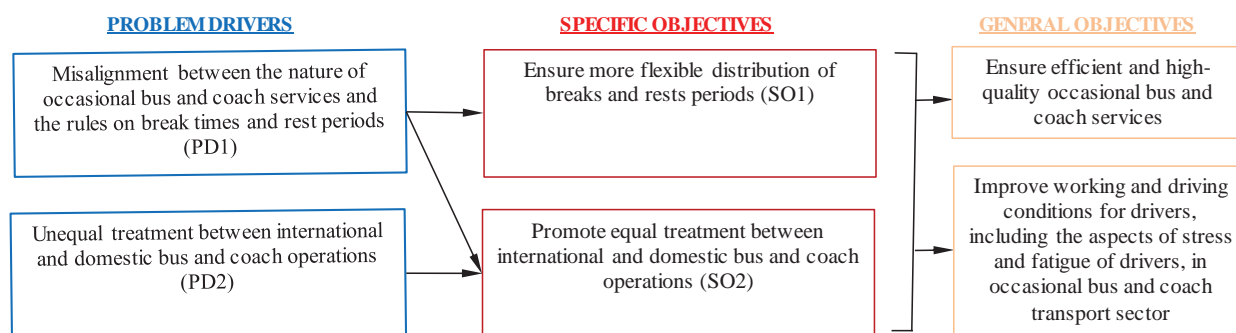 PROBLEM DRIVERS
SPECIFIC OBJECTIVES
GENERAL OBJECTIVES
Misalignment between the nature of
occasional bus and coach services and
the rules on break times and rest periods
(PD1)
Ensure more flexible distribution of
breaks and rests periods (SO1)
Ensure efficient and high-
quality occasional bus and
coach services
Unequal treatment between international
and domestic bus and coach operations
(PD2)
Promote equal treatment between
international and domestic bus and coach
operations (SO2)
Improve working and driving
conditions for drivers,
including the aspects of stress
and fatigue of drivers, in
occasional bus and coach
transport sector